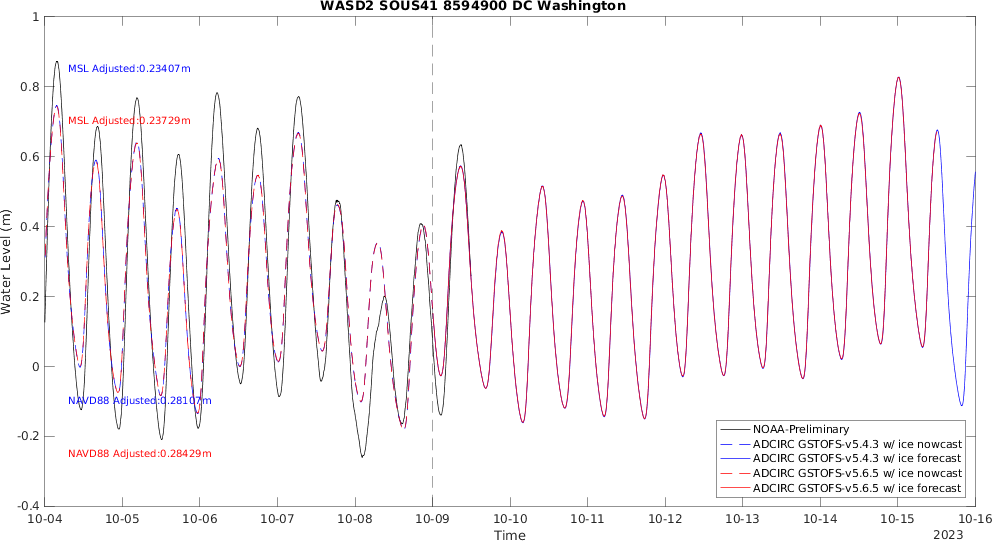 WASD2 SOUS41 8594900 DC Washington
1
0.8
0.6
0.4
0.2
0
-0.2
-0.4
Water Level (m)
MSL Adjusted:0.23407m
MSL Adjusted:0.23729m
NAVD88 Adjusted:0.28107m
NAVD88 Adjusted:0.28429m
NOAA-Preliminary
ADCIRC GSTOFS-v5.4.3 w/ ice nowcast
ADCIRC GSTOFS-v5.4.3 w/ ice forecast
ADCIRC GSTOFS-v5.6.5 w/ ice nowcast
ADCIRC GSTOFS-v5.6.5 w/ ice forecast
10-04 10-05 10-06 10-07 10-08 10-09 10-10 10-11 10-12 10-13 10-14 10-15 10-16
Time
2023